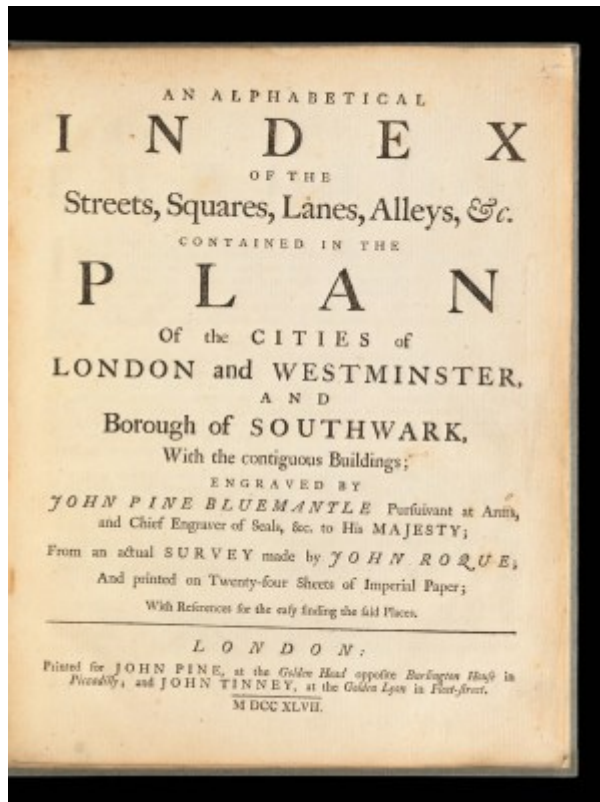 AN ALPHABETICAL
INDEX
OF THE
Streets, Squares, Lanes, Alleys, &c.
CONTAINED IN THE
PLAN
Of the CITIES of
LONDON and WESTMINSTER,
AND
Borough of SOUTHWARK,
With the contiguous Buildings;
ENGRAVED BY
JOHN PINE BLUEMANTLE Pursuivant at Arms,
and Chief Engraver of Seals, &c. to His MAJESTY;
From an actual SURVEY made by JOHN ROQUE;
And printed on Twenty-four Sheets of Imperial Paper;
With References for the easy finding the said Places.
LONDON:
Printed for JOHN PINE, at the Golden Head opposite Burlington House in
Piccadilly; and JOHN TINNEY, at the Golden Lyon in Fleet-street.
M DCC XLVII.